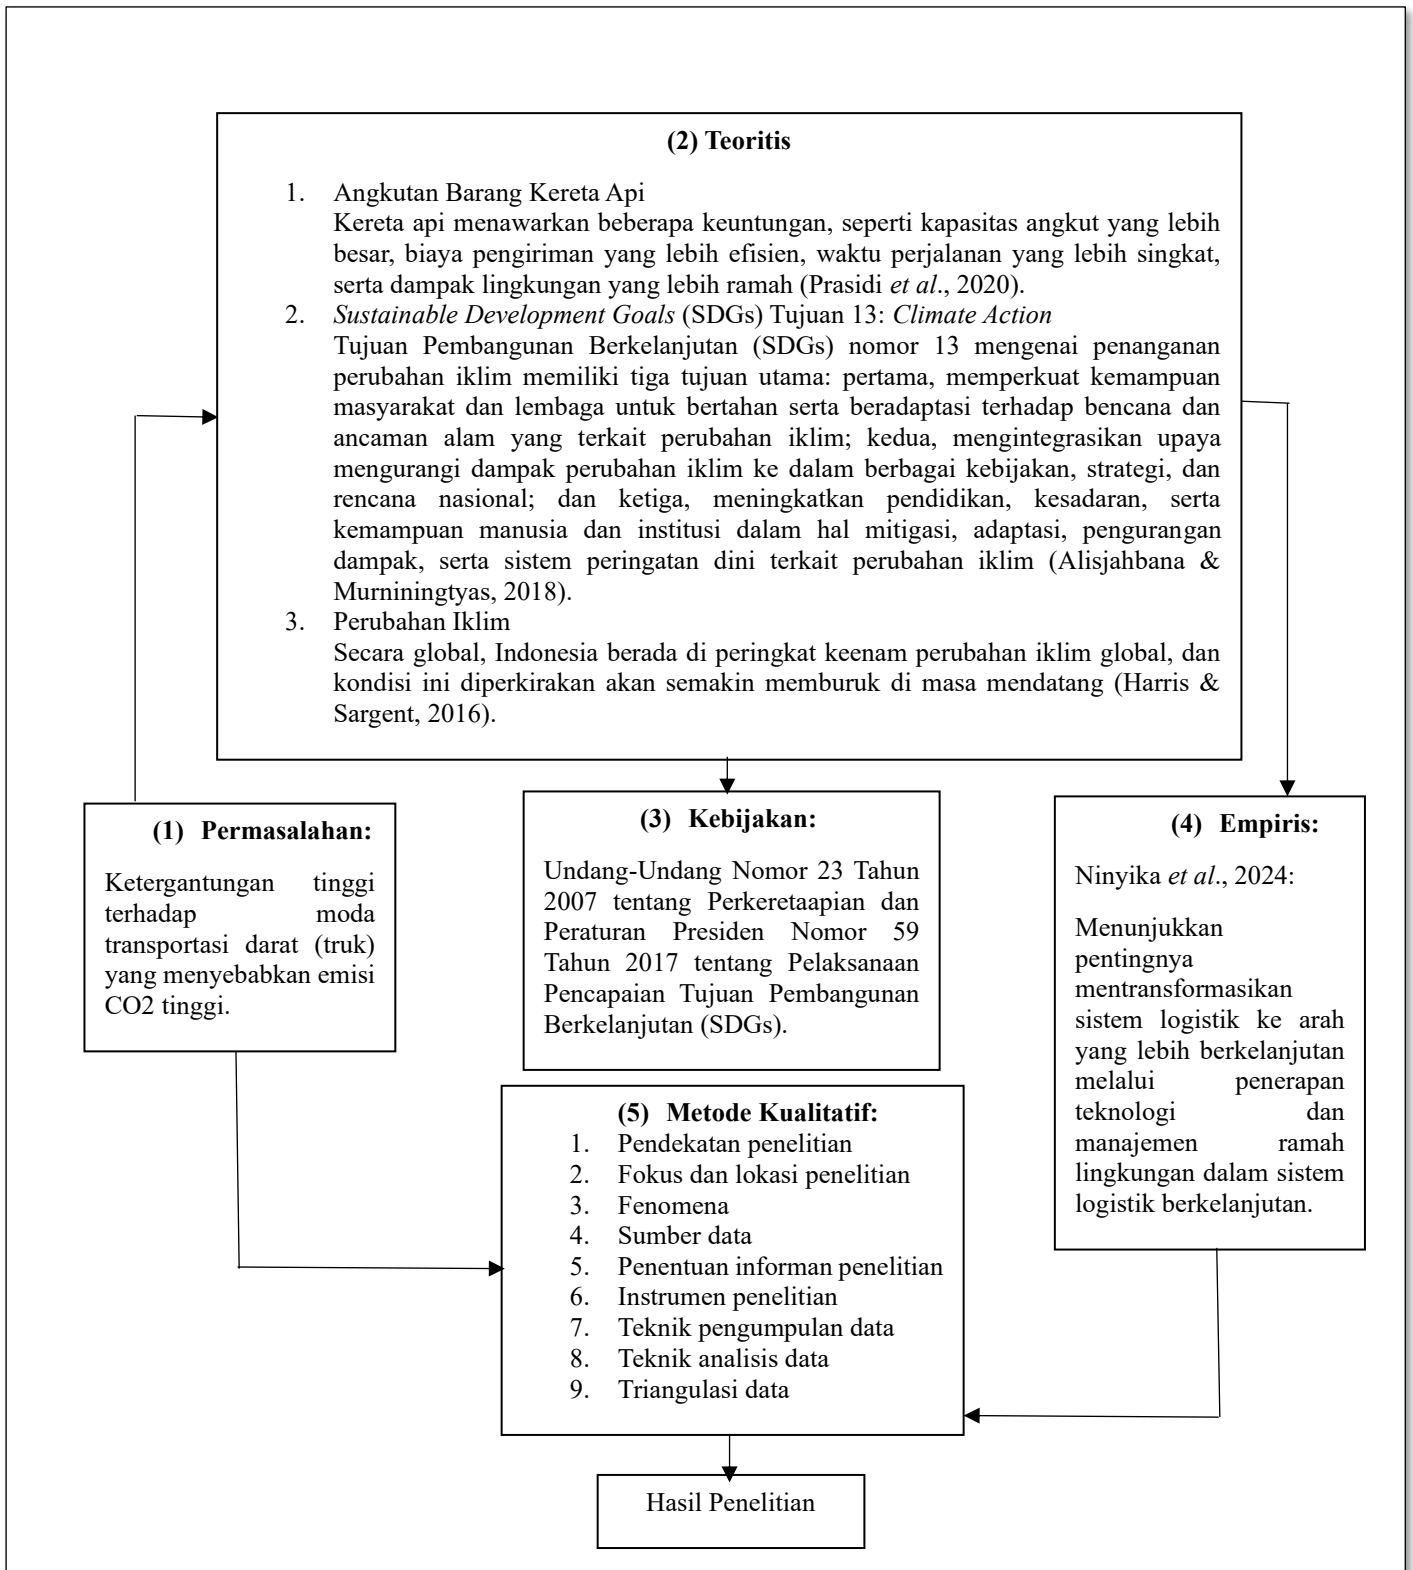 (2) Teoritis
1. Angkutan Barang Kereta Api
Kereta api menawarkan beberapa keuntungan, seperti kapasitas angkut yang lebih
besar, biaya pengiriman yang lebih efisien, waktu perjalanan yang lebih singkat,
serta dampak lingkungan yang lebih ramah (Prasidi et al., 2020).
2. Sustainable Development Goals (SDGs) Tujuan 13: Climate Action
Tujuan Pembangunan Berkelanjutan (SDGs) nomor 13 mengenai penanganan
perubahan iklim memiliki tiga tujuan utama: pertama, memperkuat kemampuan
masyarakat dan lembaga untuk bertahan serta beradaptasi terhadap bencana dan
ancaman alam yang terkait perubahan iklim; kedua, mengintegrasikan upaya
mengurangi dampak perubahan iklim ke dalam berbagai kebijakan, strategi, dan
rencana nasional; dan ketiga, meningkatkan pendidikan, kesadaran, serta
kemampuan manusia dan institusi dalam hal mitigasi, adaptasi, pengurangan
dampak, serta sistem peringatan dini terkait perubahan iklim (Alisjahbana &
Murniningtyas, 2018).
3. Perubahan Iklim
Secara global, Indonesia berada di peringkat keenam perubahan iklim global, dan
kondisi ini diperkirakan akan semakin memburuk di masa mendatang (Harris &
Sargent, 2016).
(1) Permasalahan:
Ketergantungan tinggi
terhadap moda
transportasi darat (truk)
yang menyebabkan emisi
CO2 tinggi.
(3) Kebijakan:
Undang-Undang Nomor 23 Tahun
2007 tentang Perkeretaapian dan
Peraturan Presiden Nomor 59
Tahun 2017 tentang Pelaksanaan
Pencapaian Tujuan Pembangunan
Berkelanjutan (SDGs).
(4) Empiris:
Ninyika et al., 2024:
Menunjukkan
pentingnya
mentransformasikan
sistem logistik ke arah
yang lebih berkelanjutan
melalui penerapan
teknologi dan
manajemen ramah
lingkungan dalam sistem
logistik berkelanjutan.
(5) Metode Kualitatif:
1. Pendekatan penelitian
2. Fokus dan lokasi penelitian
3. Fenomena
4. Sumber data
5. Penentuan informan penelitian
6. Instrumen penelitian
7. Teknik pengumpulan data
8. Teknik analisis data
9. Triangulasi data
Hasil Penelitian